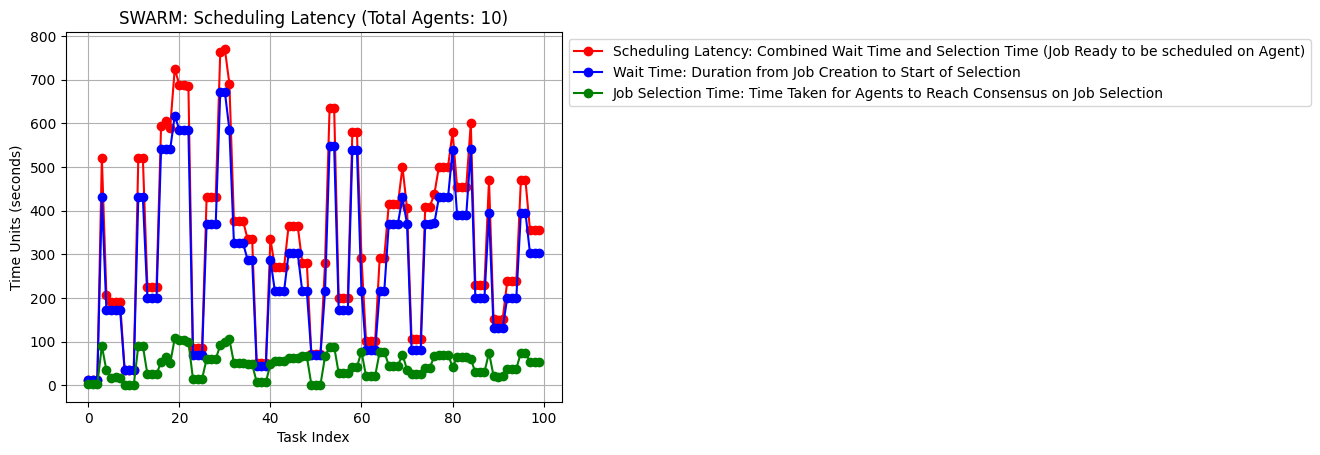 SWARM: Scheduling Latency (Total Agents: 10)
Scheduling Latency: Combined Wait Time and Selection Time (Job Ready to be scheduled on Agent)
Wait Time: Duration from Job Creation to Start of Selection
Job Selection Time: Time Taken for Agents to Reach Consensus on Job Selection
Time Units (seconds)
800
700
600
500
400
300
200
100
0
0 20 40 60 80 100
Task Index